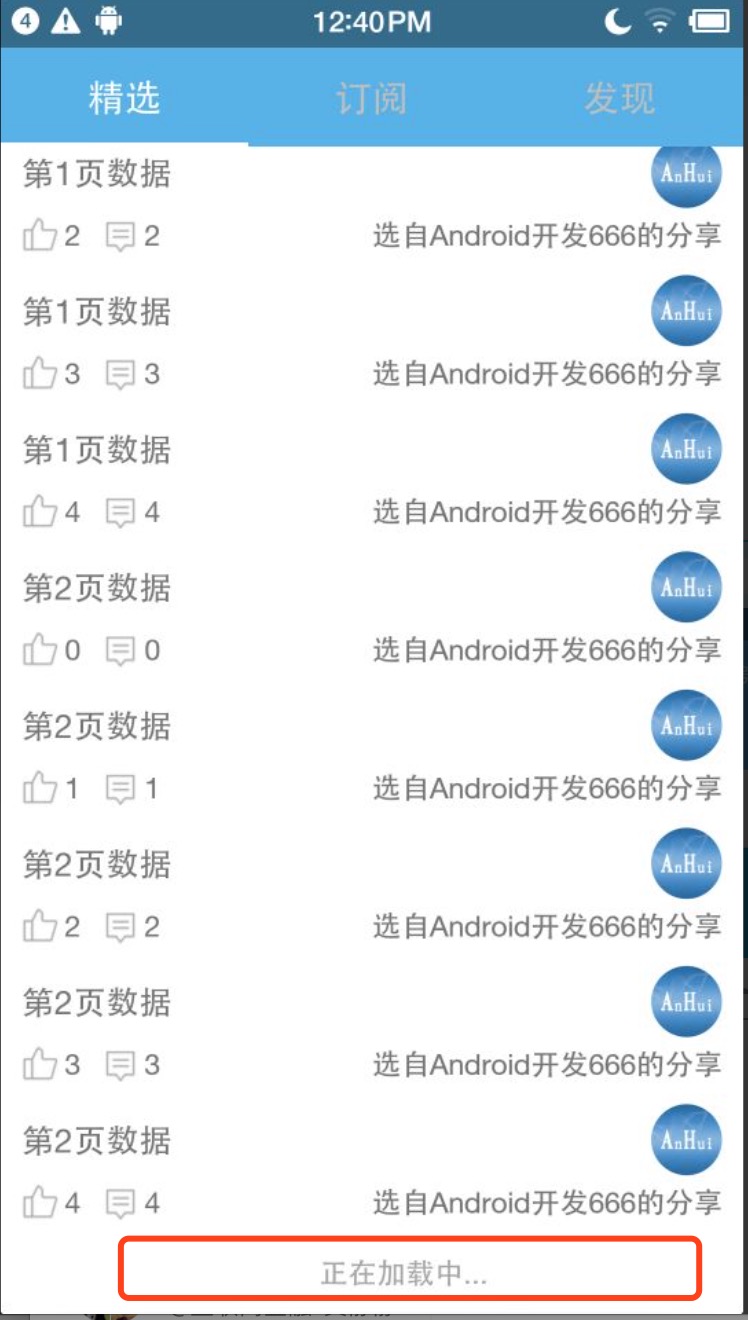 4 12:40PM
精选 订阅 发现
第1页数据 AnHui
2 2 选自Android开发666的分享
第1页数据 AnHui
3 3 选自Android开发666的分享
第1页数据 AnHui
4 4 选自Android开发666的分享
第2页数据 AnHui
0 0 选自Android开发666的分享
第2页数据 AnHui
1 1 选自Android开发666的分享
第2页数据 AnHui
2 2 选自Android开发666的分享
第2页数据 AnHui
3 3 选自Android开发666的分享
第2页数据 AnHui
4 4 选自Android开发666的分享
正在加载中...